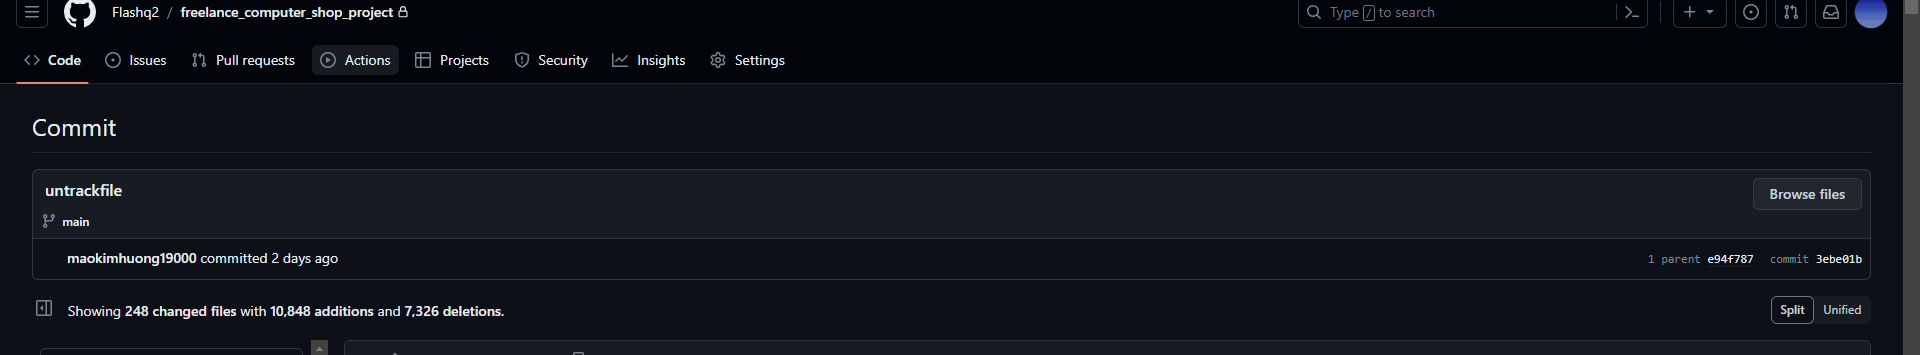 Flashq2 / freelance_computer_shop_project
Type / to search
Code Issues Pull requests Actions Projects Security Insights Settings
Commit
untrackfile
Browse files
main
maokimhuong19000 committed 2 days ago
1 parent e94f787 commit 3ebe01b
Showing 248 changed files with 10,848 additions and 7,326 deletions.
Split Unified